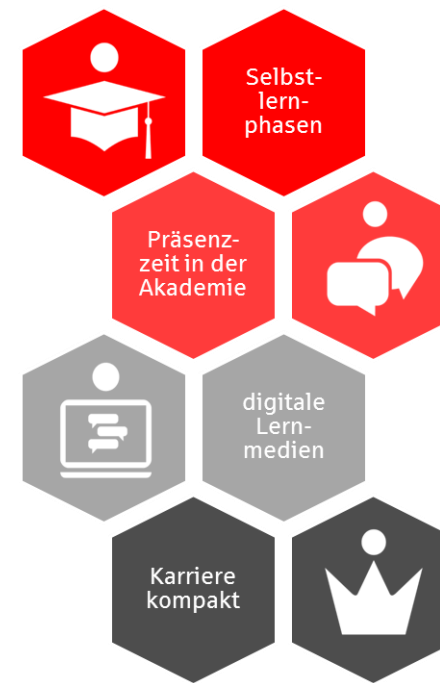 Selbst-
lern-
phasen
Präsenz-
zeit in der
Akademie
digitale
Lern-
medien
Karriere
kompakt